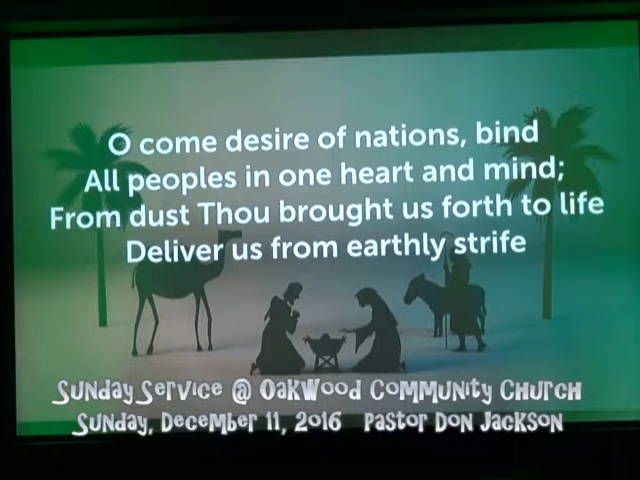 O come desire of nations, bind
All peoples in one heart and mind;
From dust Thou brought us forth to life
Deliver us from earthly strife
Sunday Service @ Oakwood Community Church
Sunday, December 11, 2016 Pastor Don Jackson